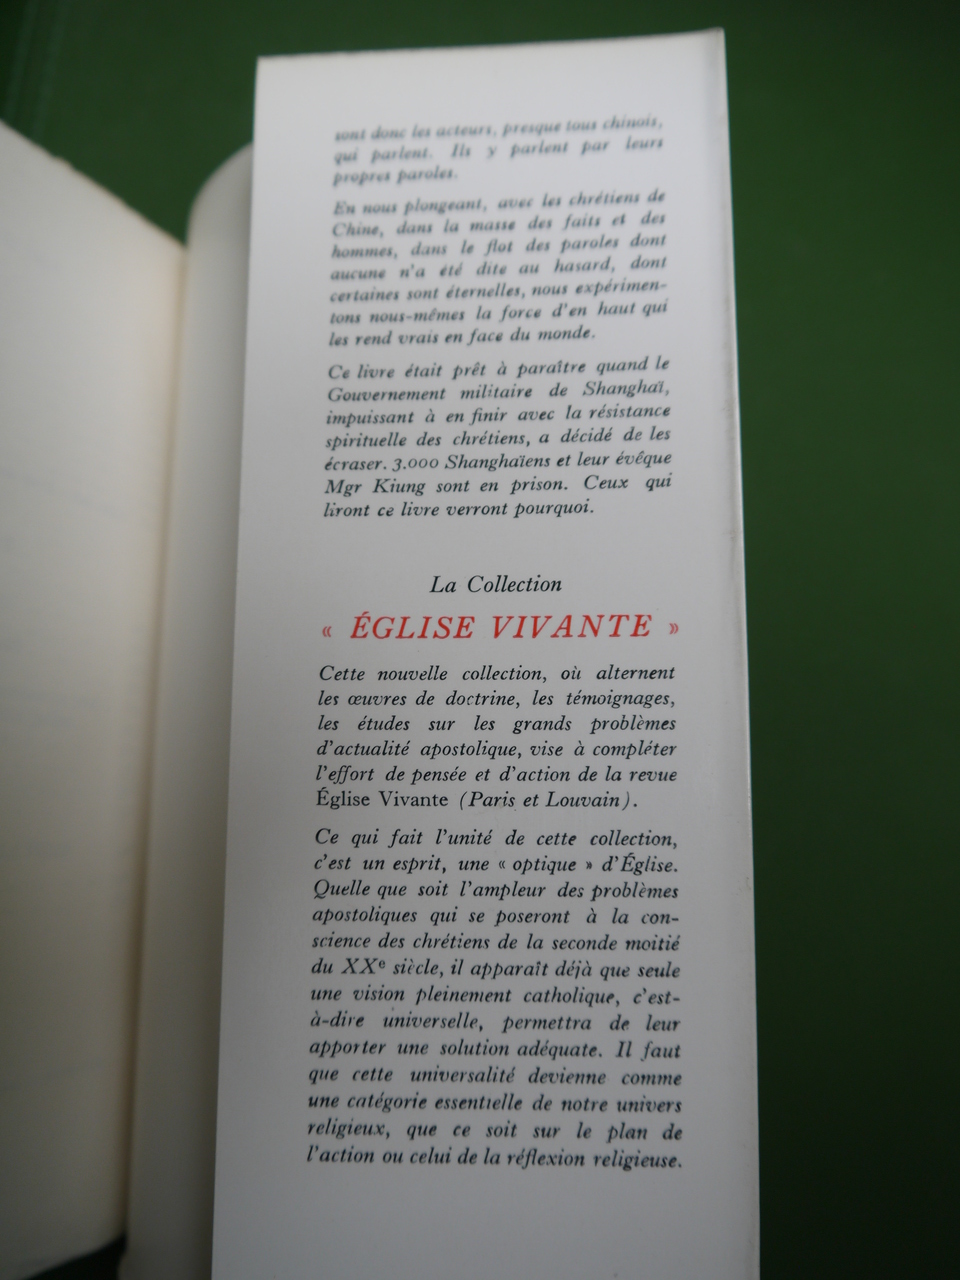 sont donc les acteurs, presque tous chinois,
qui parlent. Ils y parlent par leurs
propres paroles.
En nous plongeant, avec les chrétiens de
Chine, dans la masse des faits et des
hommes, dans le flot des paroles dont
aucune n'a été dite au hasard, dont
certaines sont éternelles, nous expérimen-
tons nous-mêmes la force d'en haut qui
les rend vrais en face du monde.
Ce livre était prêt à paraître quand le
Gouvernement militaire de Shanghaï,
impuissant à en finir avec la résistance
spirituelle des chrétiens, a décidé de les
écraser. 3.000 Shanghaïens et leur évêque
Mgr Kiung sont en prison. Ceux qui
liront ce livre verront pourquoi.
La Collection
« ÉGLISE VIVANTE »
Cette nouvelle collection, où alternent
les œuvres de doctrine, les témoignages,
les études sur les grands problèmes
d'actualité apostolique, vise à compléter
l'effort de pensée et d'action de la revue
Église Vivante (Paris et Louvain).
Ce qui fait l'unité de cette collection,
c'est un esprit, une « optique » d'Église.
Quelle que soit l'ampleur des problèmes
apostoliques qui se poseront à la con-
science des chrétiens de la seconde moitié
du XXe siècle, il apparaît déjà que seule
une vision pleinement catholique, c'est-
à-dire universelle, permettra de leur
apporter une solution adéquate. Il faut
que cette universalité devienne comme
une catégorie essentielle de notre univers
religieux, que ce soit sur le plan de
l'action ou celui de la réflexion religieuse.